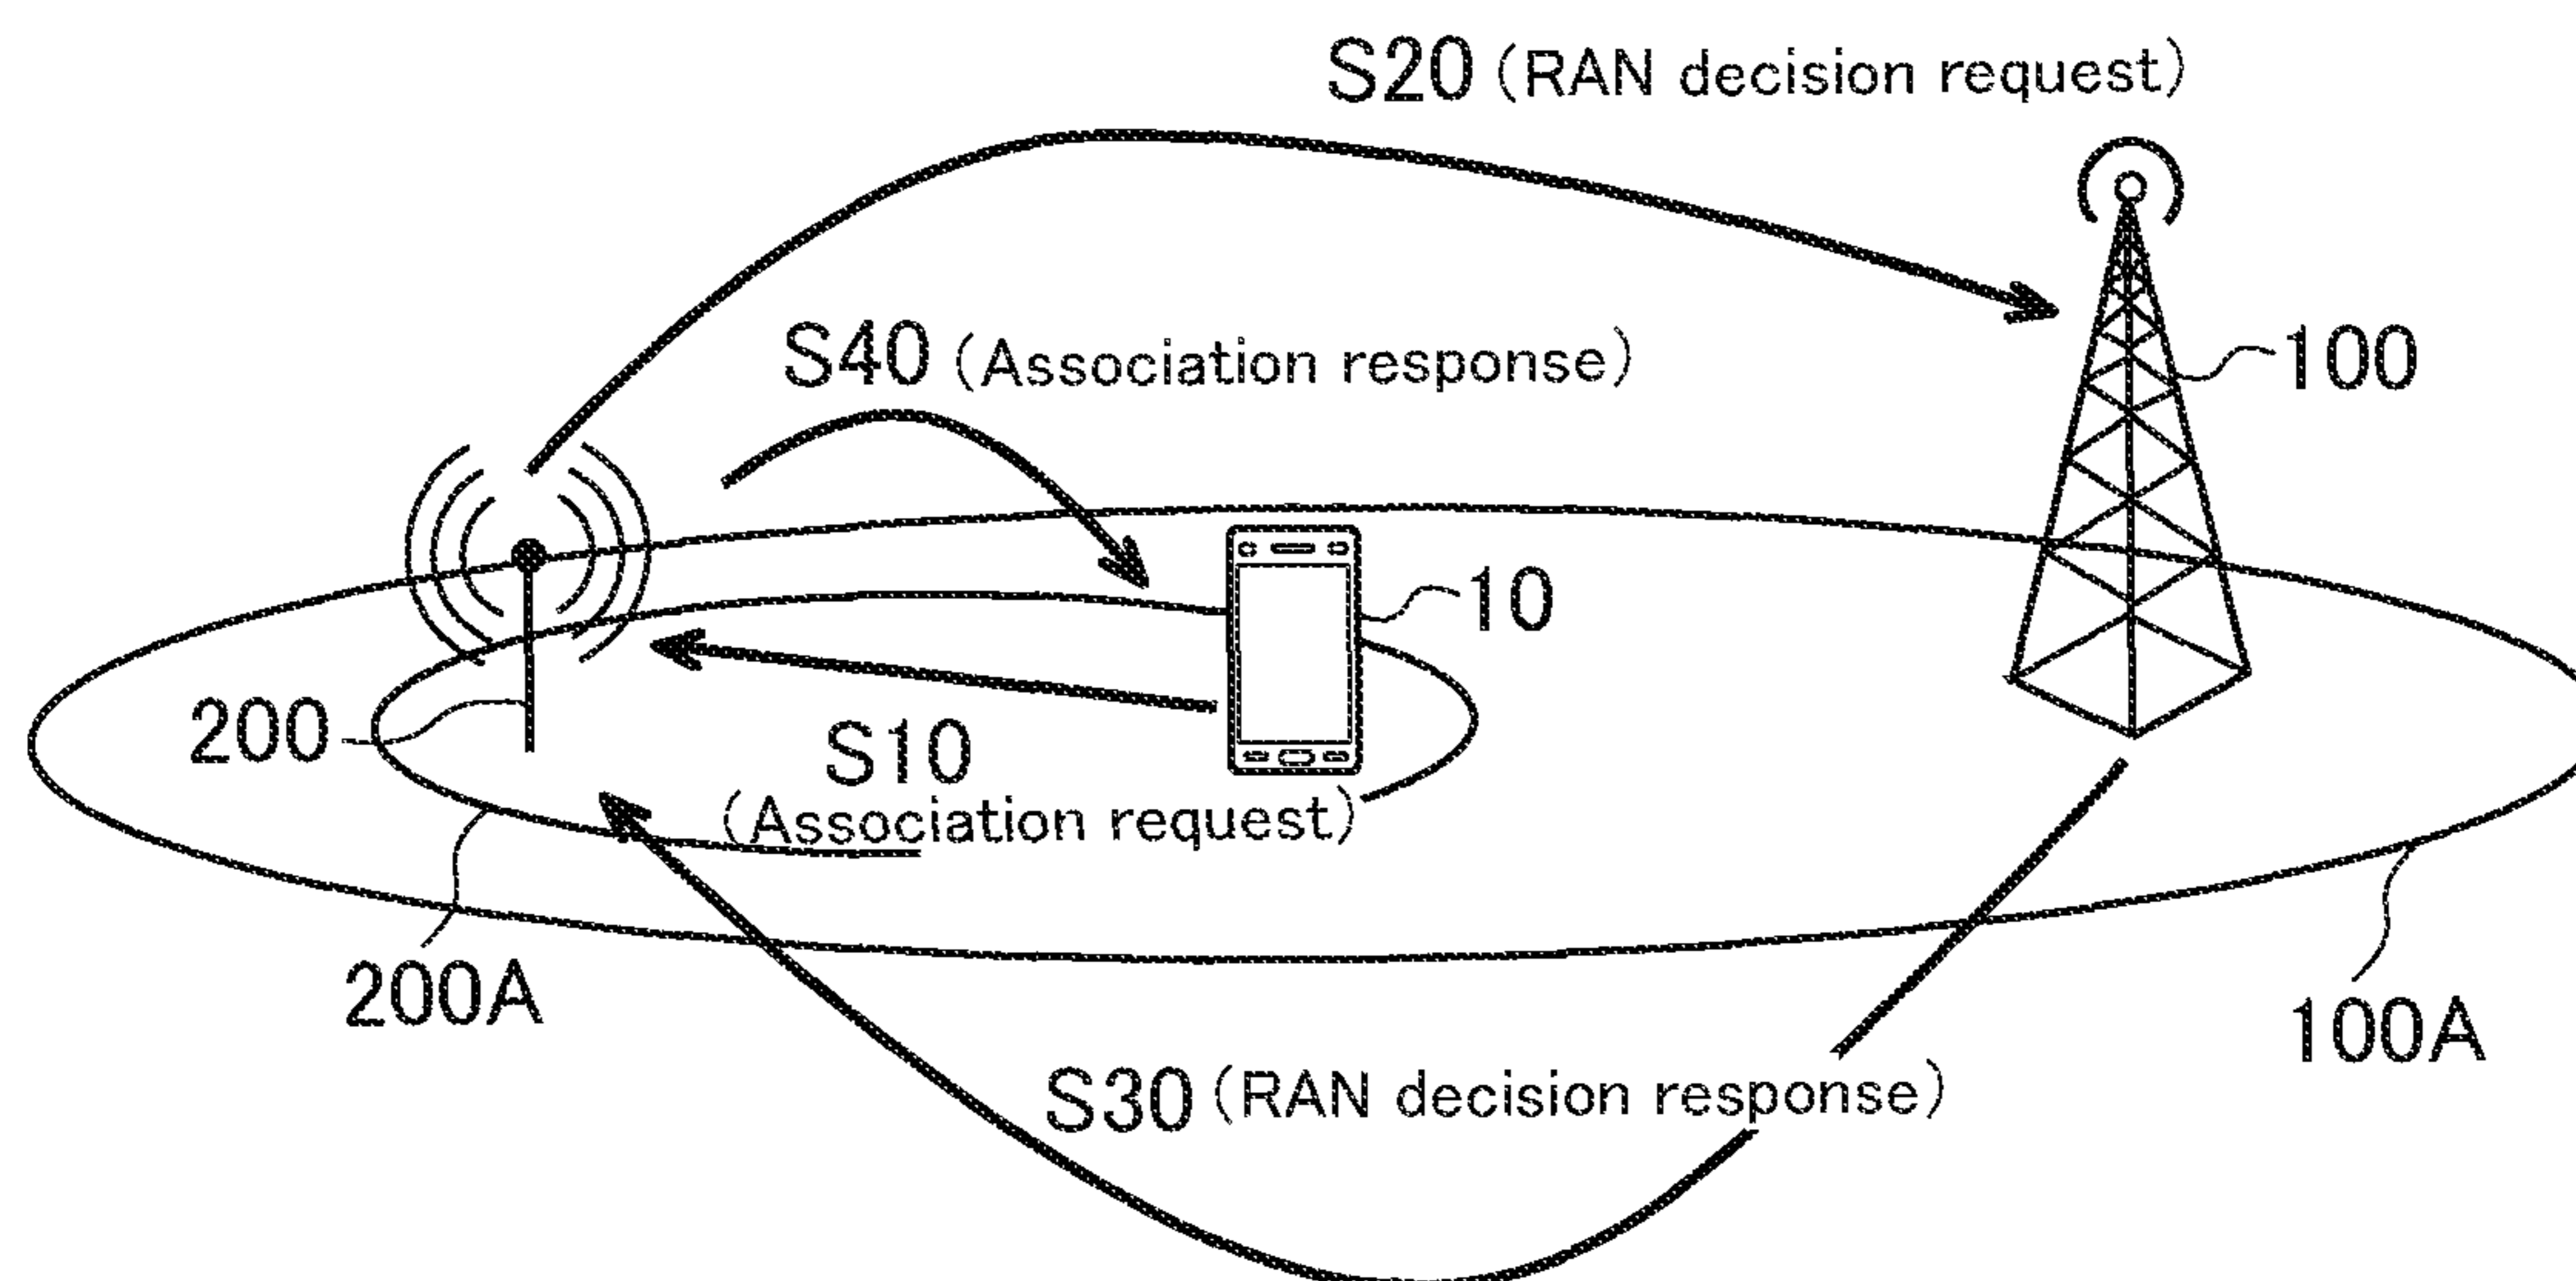 S20 (RAN decision request)
S40 (Association response)
100
10
200
S10
(Association request)
200A
100A
S30 (RAN decision response)